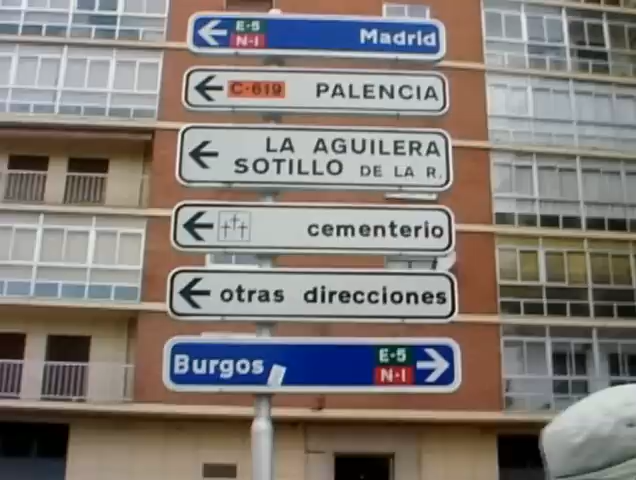 E-5
N-I Madrid
C-619 PALENCIA
LA AGUILERA
SOTILLO DE LA R.
cementerio
otras direcciones
Burgos E-5
N-I